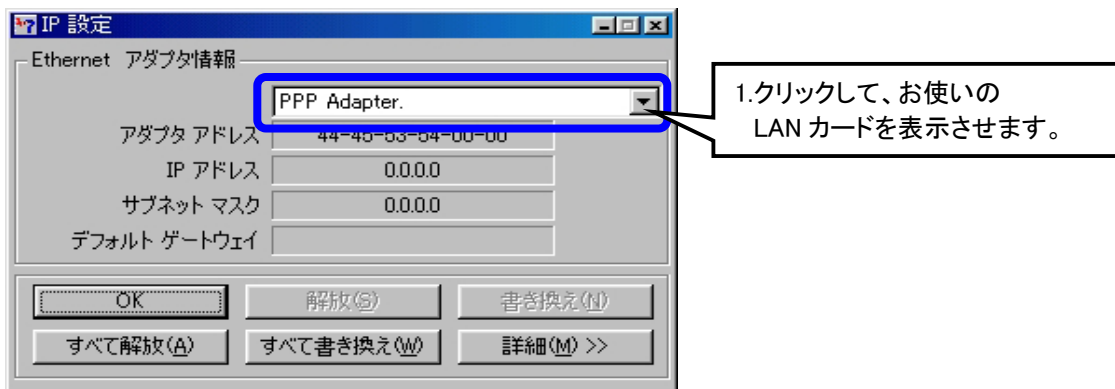 IP 設定
Ethernet アダプタ情報
PPP Adapter.
1.クリックして、お使いの
LAN カードを表示させます。
アダプタ アドレス 44-45-53-54-00-00
IP アドレス 0.0.0.0
サブネット マスク 0.0.0.0
デフォルト ゲートウェイ
OK 解放(S) 書き換え(N)
すべて解放(A) すべて書き換え(W) 詳細(M) >>